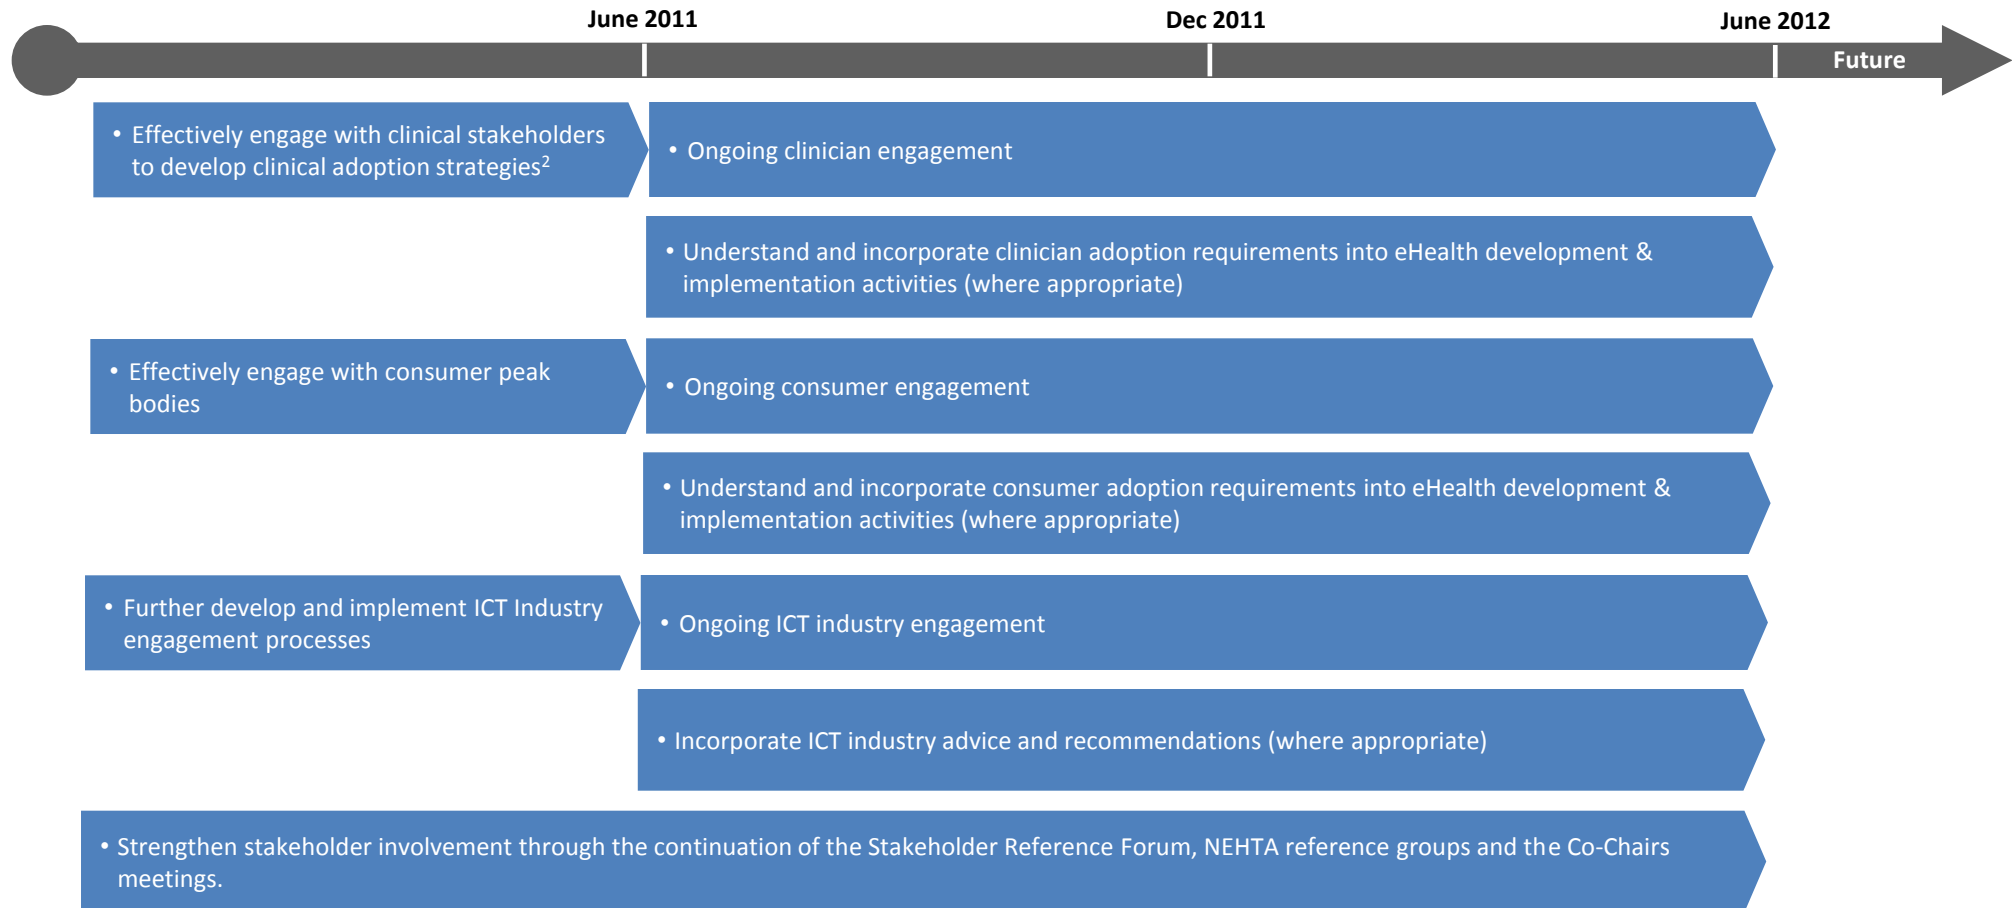 June 2011
Dec 2011
June 2012
Future
• Effectively engage with clinical stakeholders
to develop clinical adoption strategies²
• Ongoing clinician engagement
• Understand and incorporate clinician adoption requirements into eHealth development &
implementation activities (where appropriate)
• Effectively engage with consumer peak
bodies
• Ongoing consumer engagement
• Understand and incorporate consumer adoption requirements into eHealth development &
implementation activities (where appropriate)
• Further develop and implement ICT Industry
engagement processes
• Ongoing ICT industry engagement
• Incorporate ICT industry advice and recommendations (where appropriate)
• Strengthen stakeholder involvement through the continuation of the Stakeholder Reference Forum, NEHTA reference groups and the Co-Chairs
meetings.